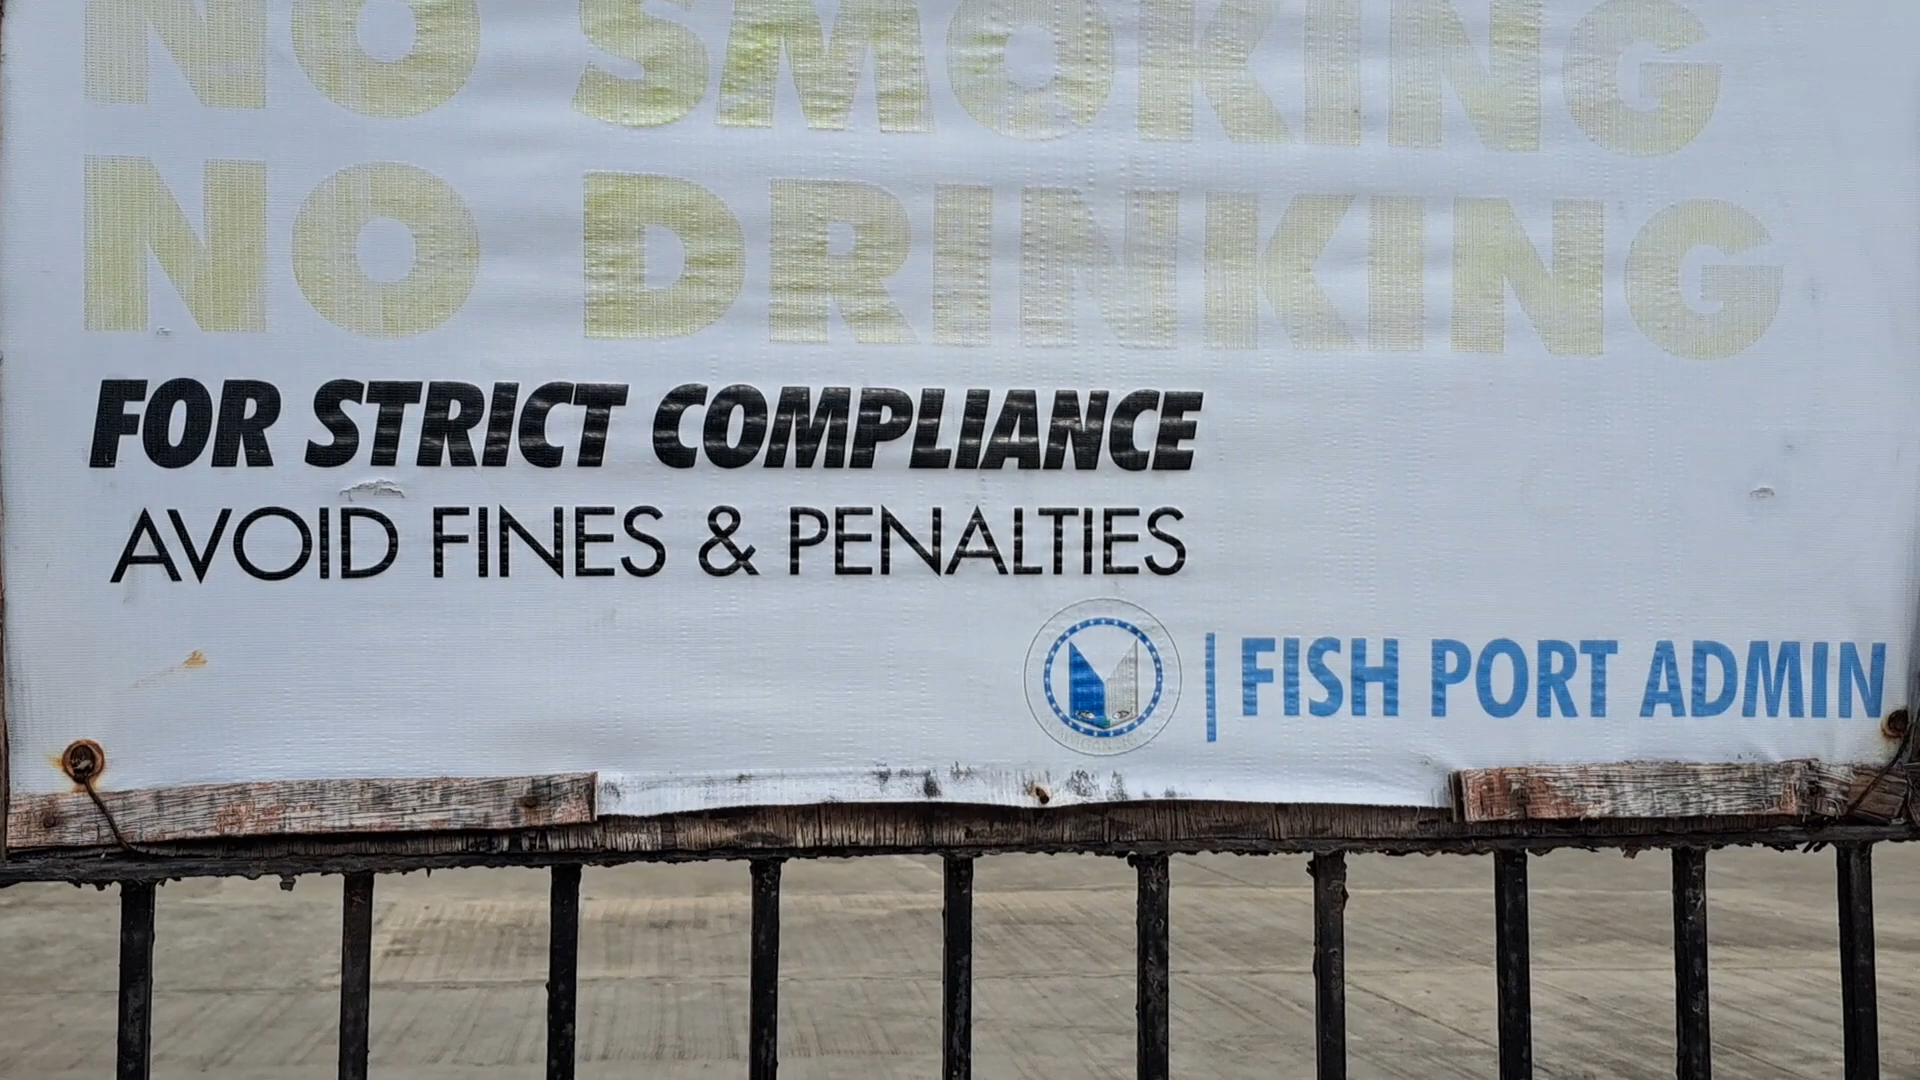 NO SMOKING
NO DRINKING
FOR STRICT COMPLIANCE
AVOID FINES & PENALTIES
| FISH PORT ADMIN